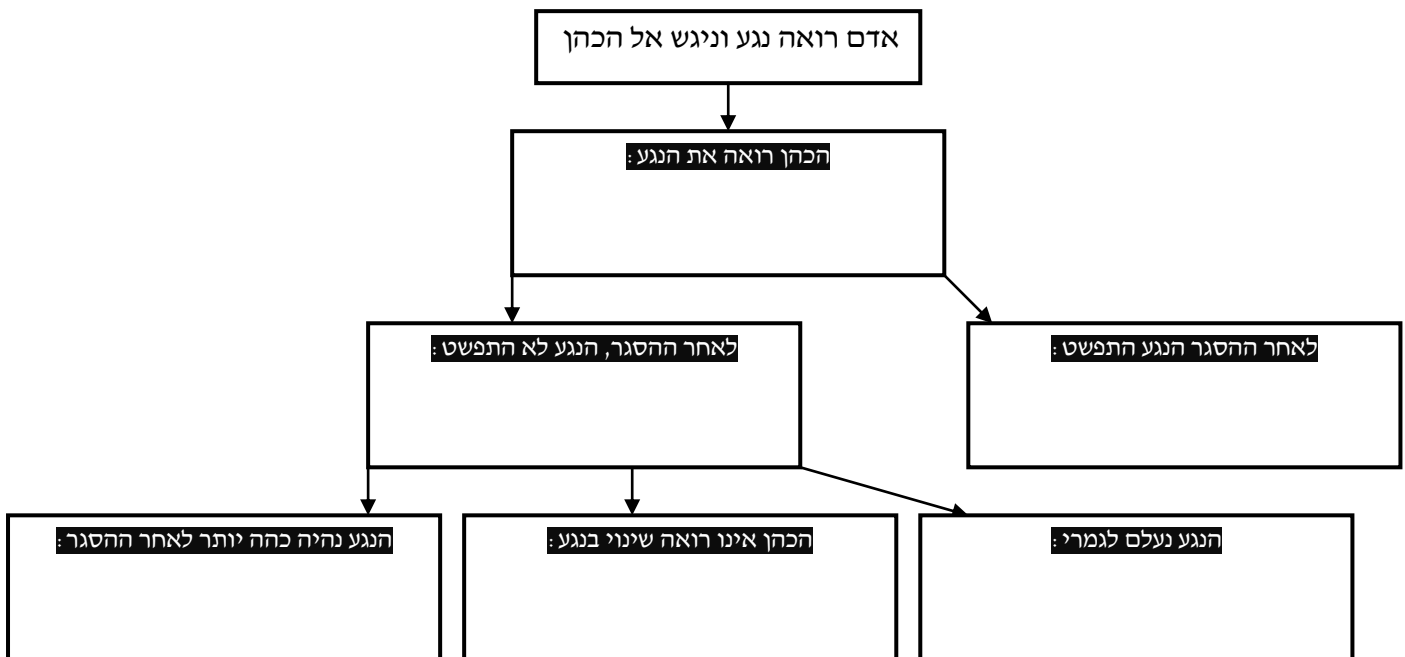 אדם רואה נגע וניגש אל הכהן
הכהן רואה את הנגע:
לאחר ההסגר הנגע התפשט:
לאחר ההסגר, הנגע לא התפשט:
הנגע נעלם לגמרי:
הכהן אינו רואה שינוי בנגע:
הנגע נהיה כהה יותר לאחר ההסגר: